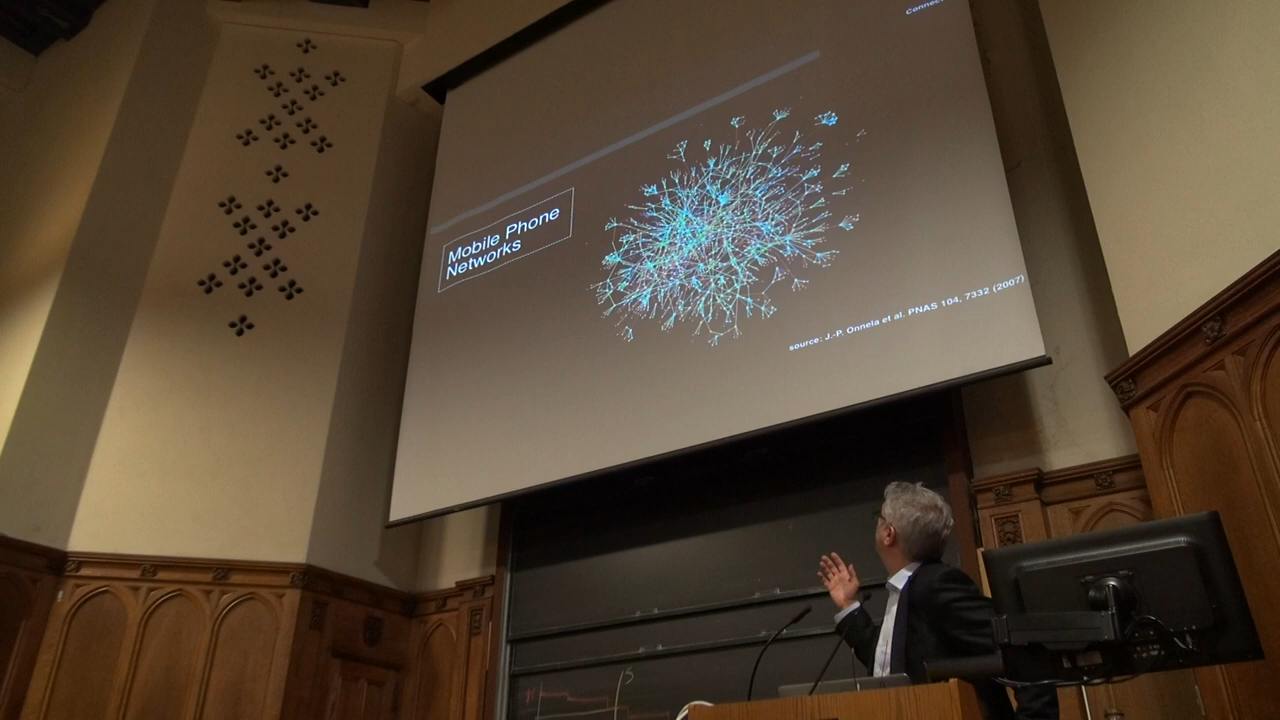 Mobile Phone
Networks
source: J.-P. Onnela et al. PNAS 104, 7332 (2007)